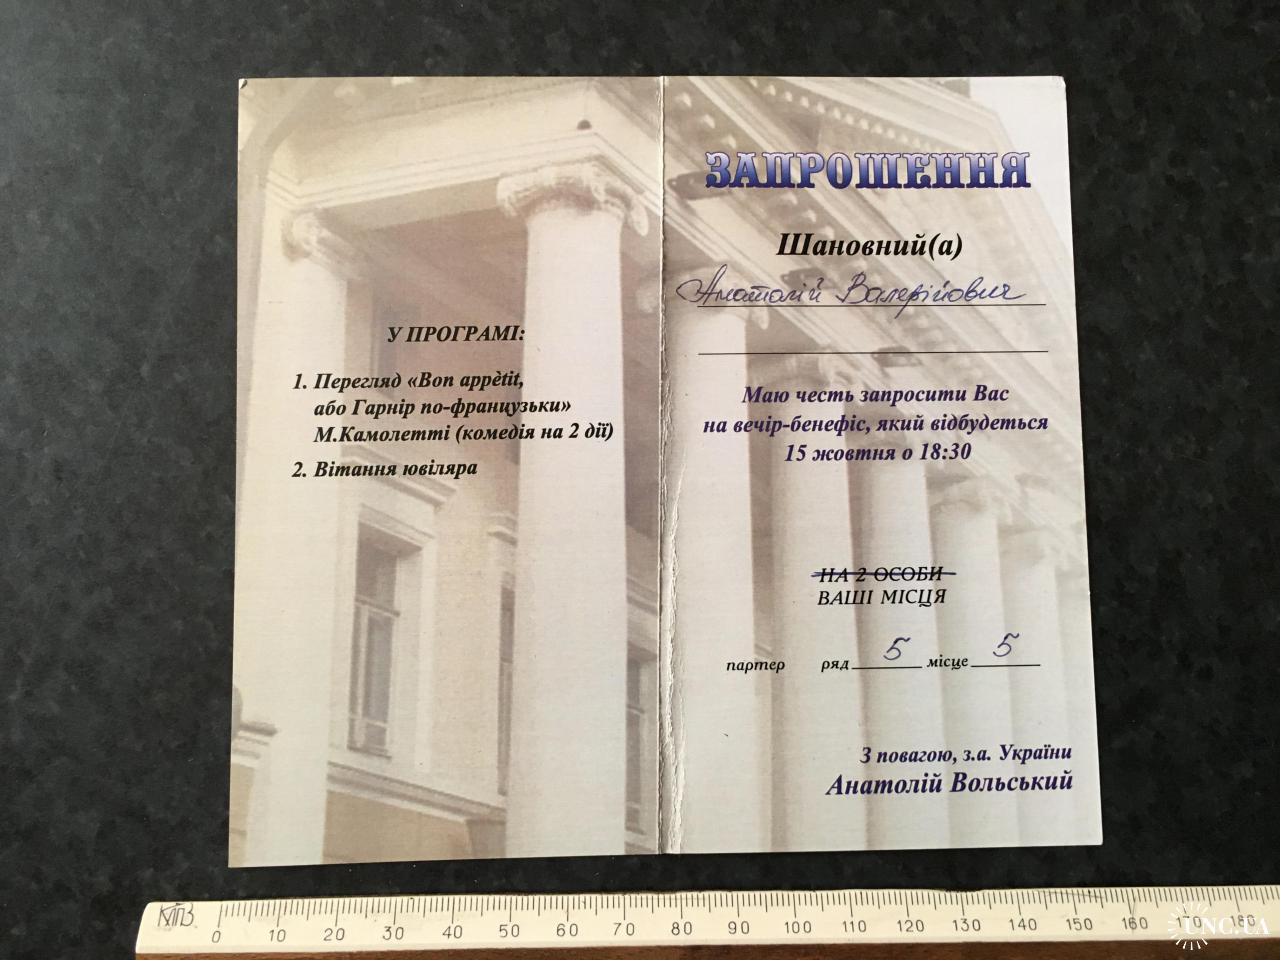 У ПРОГРАМІ:
1. Перегляд «Bon appètit,
або Гарнір по-французьки»
М.Камолетті (комедія на 2 дії)
2. Вітання ювіляра
ЗАПРОШЕННЯ
Шановний(а)
Анатолій Валерійович
Маю честь запросити Вас
на вечір-бенефіс, який відбудеться
15 жовтня о 18:30
НА 2 ОСОБИ
ВАШІ МІСЦЯ
партер ряд 5 місце 5
З повагою, з.а. України
Анатолій Вольський
КПЗ
0 10 20 30 40 50 60 70 80 90 100 110 120 130 140 150 160 170 180
UNC.UA